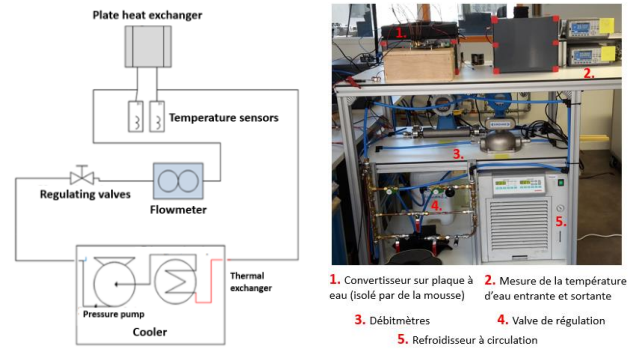 Plate heat exchanger
Temperature sensors
Regulating valves
Flowmeter
Thermal
exchanger
Pressure pump
Cooler
1.
2.
3.
4.
5.
1. Convertisseur sur plaque à
eau (isolé par de la mousse)
2. Mesure de la température
d'eau entrante et sortante
3. Débitmètres
4. Valve de régulation
5. Refroidisseur à circulation